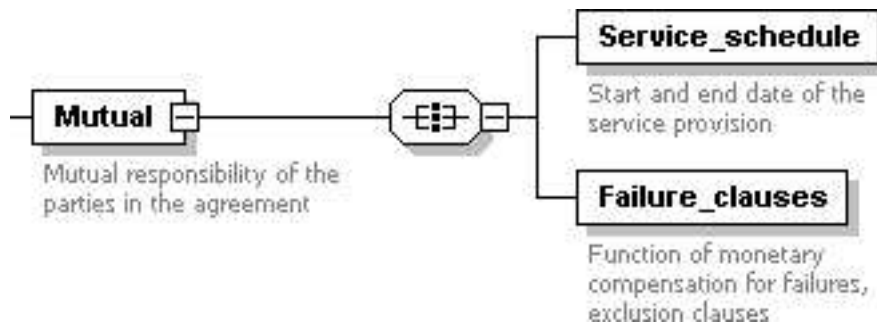 Mutual
Mutual responsibility of the
parties in the agreement
Service_schedule
Start and end date of the
service provision
Failure_clauses
Function of monetary
compensation for failures,
exclusion clauses